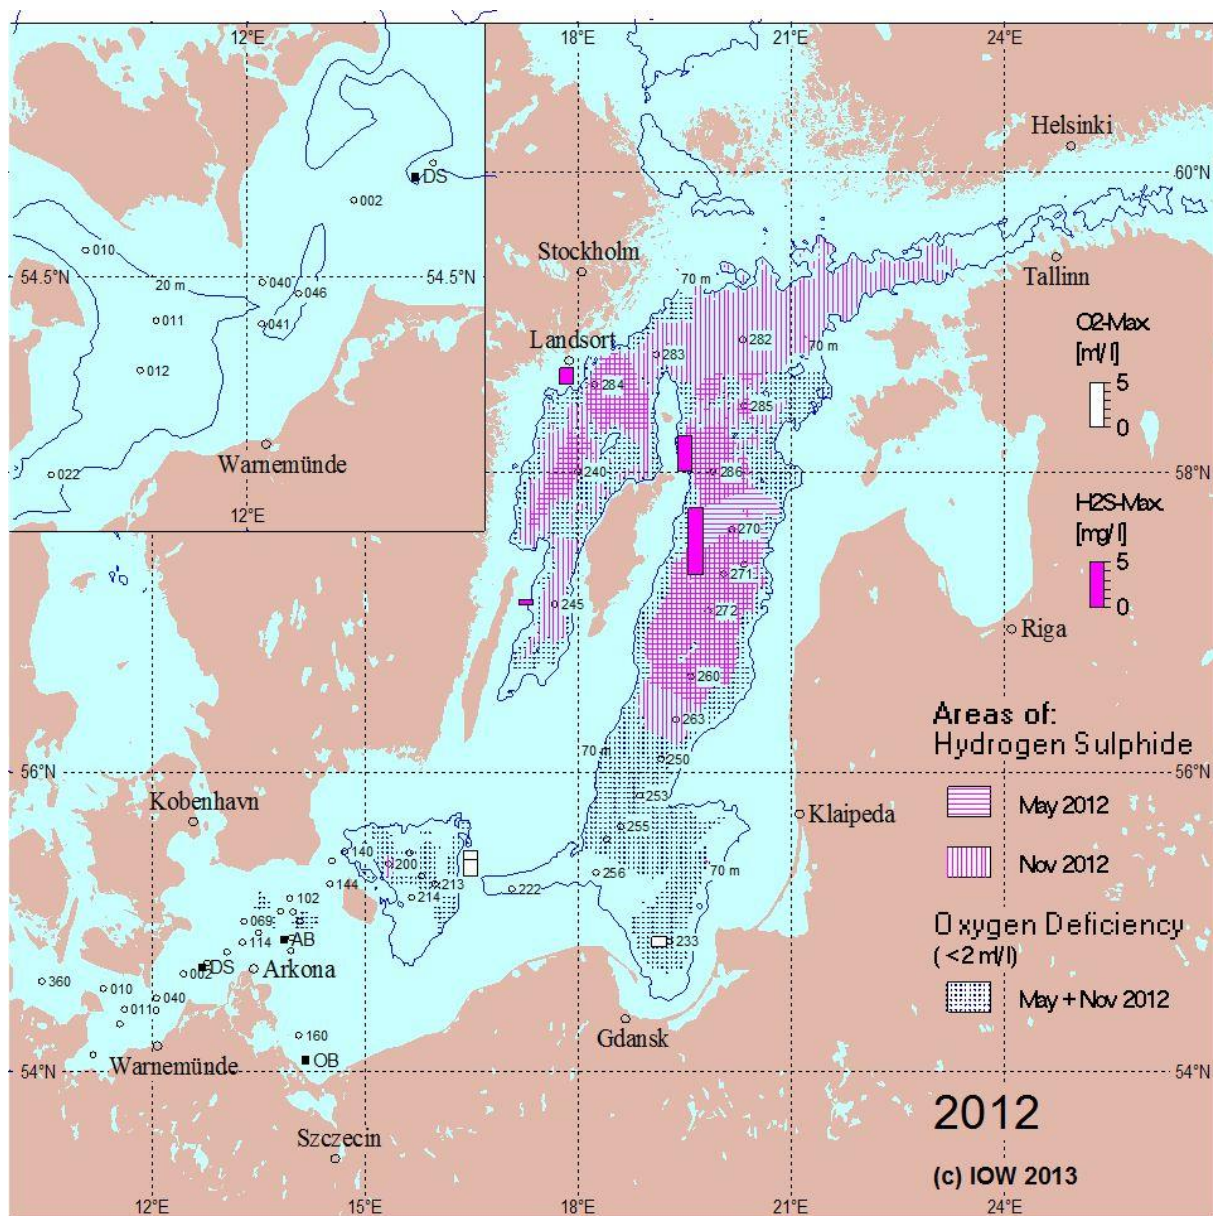 12°E
18°E
21°E
24°E
Helsinki
60°N
DS
002
010
Stockholm
54.5°N
54.5°N
20 m
040
046
70 m
Tallinn
011
041
O2-Max.
[ml/l]
5
0
Landsort
283
282
70 m
012
284
285
Warnemünde
022
240
286
58°N
H2S-Max.
[mg/l]
5
0
12°E
270
271
245
272
Riga
260
Areas of:
Hydrogen Sulphide
263
70 m
250
56°N
56°N
May 2012
253
Kobenhavn
Klaipeda
255
140
200
Nov 2012
256
70 m
144
213
222
214
102
069
Oxygen Deficiency
(<2 ml/l)
AB
114
233
DS
Arkona
002
360
010
040
May + Nov 2012
011
Gdansk
160
Warnemünde
OB
54°N
54°N
2012
Szczecin
(c) IOW 2013
12°E
15°E
18°E
21°E
24°E